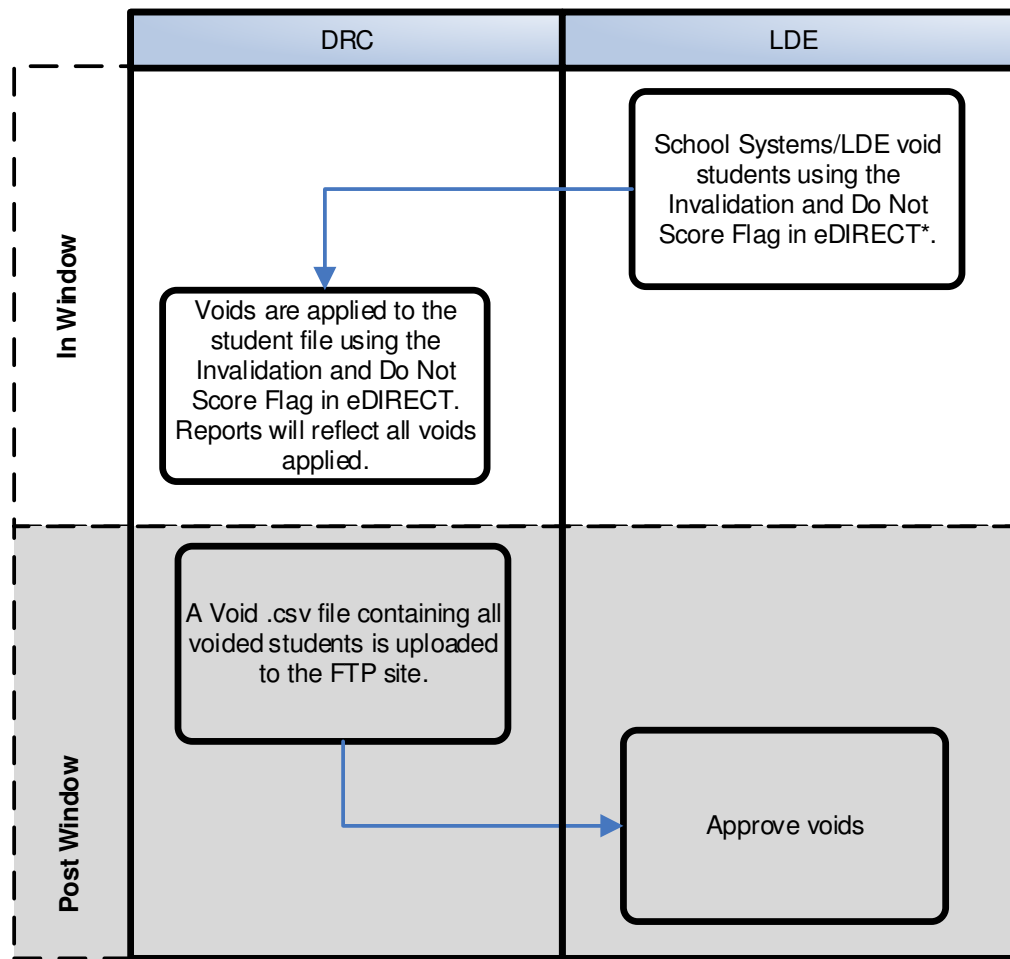 DRC
LDE
In Window
School Systems/LDE void
students using the
Invalidation and Do Not
Score Flag in eDIRECT*.
Voids are applied to the
student file using the
Invalidation and Do Not
Score Flag in eDIRECT.
Reports will reflect all voids
applied.
Post Window
A Void .csv file containing all
voided students is uploaded
to the FTP site.
Approve voids